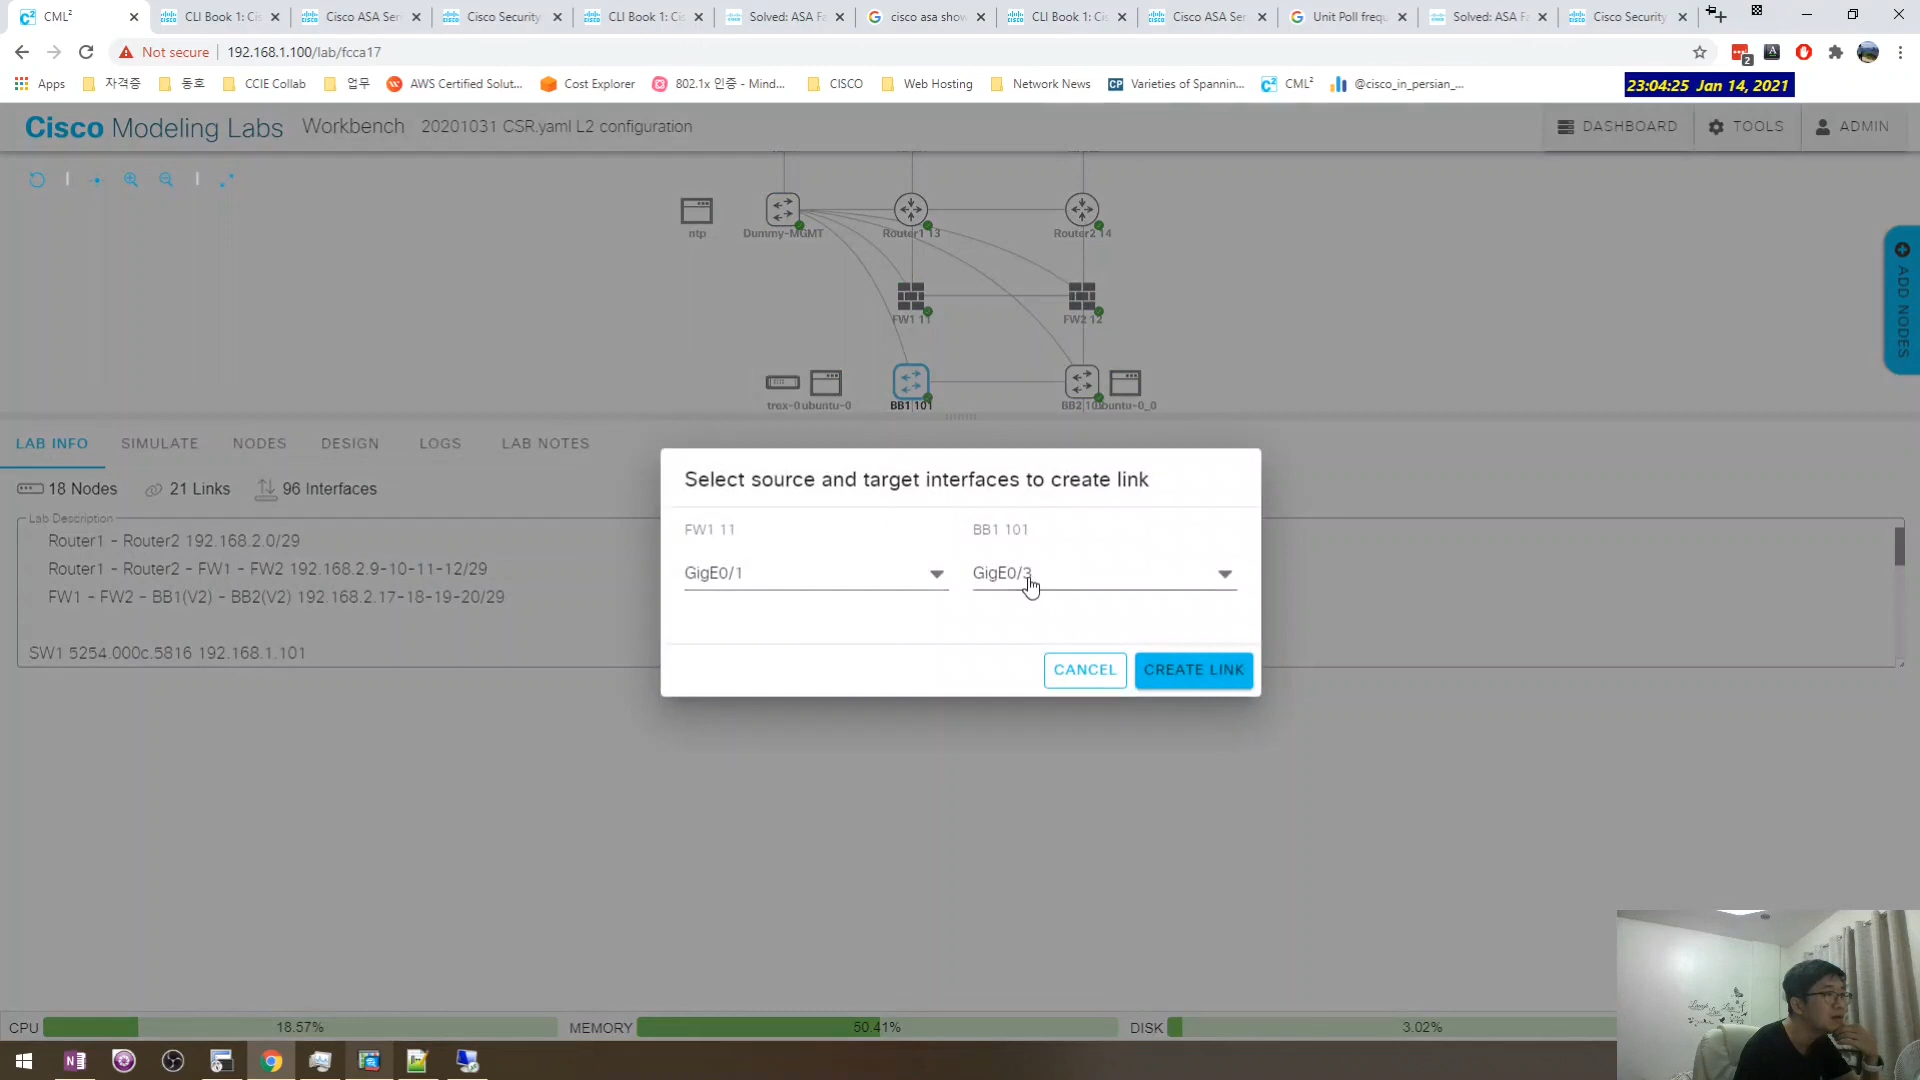 CML²
CLI Book 1: Cis
Cisco ASA Seri
Cisco Security
CLI Book 1: Cis
Solved: ASA Fa
cisco asa show
CLI Book 1: Cis
Cisco ASA Ser
Unit Poll frequ
Solved: ASA Fa
Cisco Security
Not secure
192.168.1.100/lab/fcca17
2
Apps
자격증
동호
CCIE Collab
업무
AWS Certified Solut...
Cost Explorer
802.1x 인증 - Mind...
CISCO
Web Hosting
Network News
CP
Varieties of Spannin...
CML²
@cisco_in_persian_...
23:04:25 Jan 14, 2021
Cisco Modeling Labs
Workbench
20201031 CSR.yaml L2 configuration
DASHBOARD
TOOLS
ADMIN
ntp
Dummy-MGMT
Router1 13
Router2 14
FW1 11
FW2 12
ADD NODES
trex-0
ubuntu-0
BB1 101
LAB INFO
SIMULATE
NODES
DESIGN
LOGS
LAB NOTES
18 Nodes
21 Links
96 Interfaces
Lab Description
Router1 - Router2 192.168.2.0/29
Router1 - Router2 - FW1 - FW2 192.168.2.9-10-11-12/29
FW1 - FW2 - BB1(V2) - BB2(V2) 192.168.2.17-18-19-20/29
SW1 5254.000c.5816 192.168.1.101
Select source and target interfaces to create link
FW1 11
BB1 101
GigE0/1
GigE0/3
CANCEL
CREATE LINK
CPU
18.57%
MEMORY
50.41%
DISK
3.02%